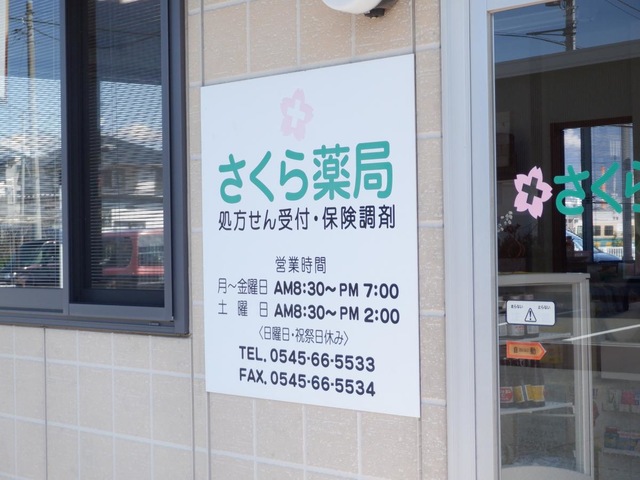 さくら薬局
処方せん受付・保険調剤
営業時間
月～金曜日 AM8:30～PM 7:00
土 曜 日 AM8:30～PM 2:00
〈日曜日・祝祭日休み〉
TEL. 0545-66-5533
FAX. 0545-66-5534
さくら